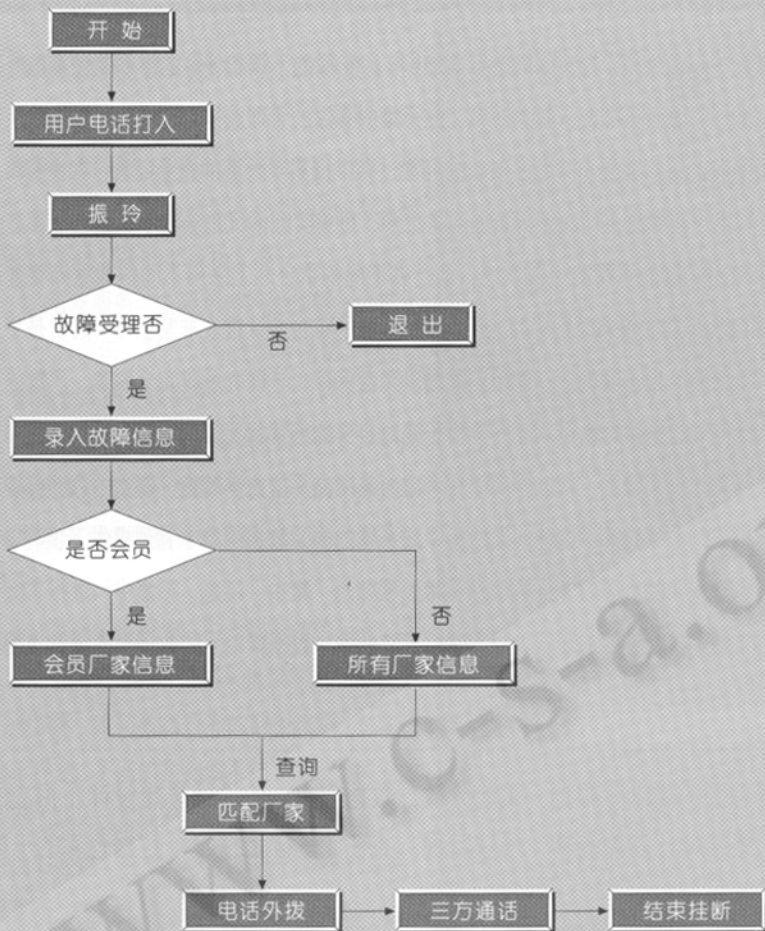 开 始
用户电话打入
振 玲
故障受理否
否
退 出
是
录入故障信息
是否会员
是
否
会员厂家信息
所有厂家信息
查询
匹配厂家
电话外拨
三方通话
结束挂断
www.c-s-a.o